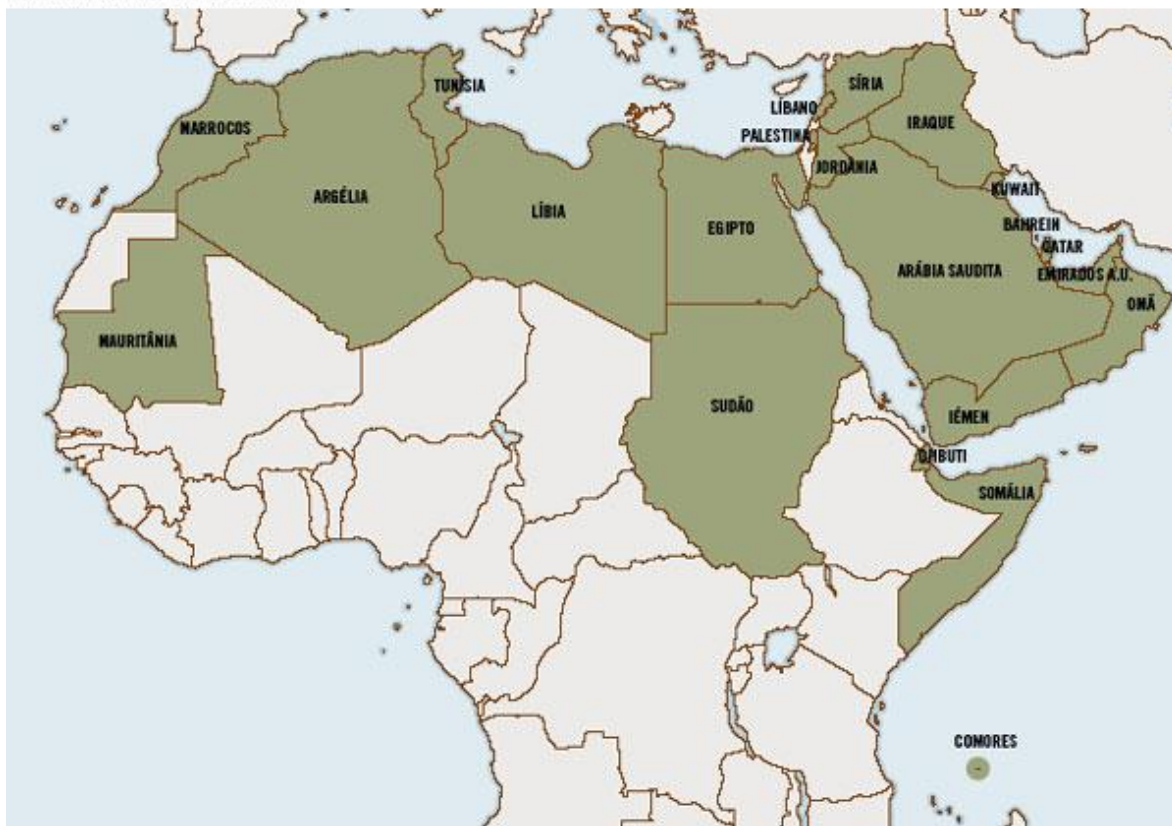 TUNÍSIA
SÍRIA
LÍBANO
MARROCOS
IRAQUE
PALESTINA
JORDÂNIA
KUWAIT
ARGÉLIA
LÍBIA
EGIPTO
BAHREIN
QATAR
ARÁBIA SAUDITA
EMIRADOS A.U.
OMÃ
MAURITÂNIA
SUDÃO
IÉMEN
SOMÁLIA
COMORES